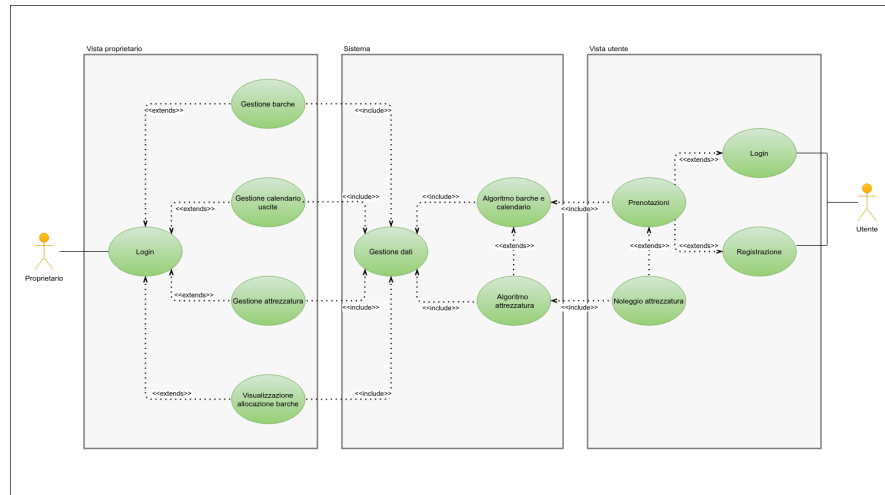 Vista proprietario
Sistema
Vista utente
Gestione barche
<<extends>>
<<include>>
Login
<<extends>>
Gestione calendario
uscite
<<extends>>
<<include>>
<<include>>
Algoritmo barche e
calendario
<<include>>
Prenotazioni
Utente
Proprietario
Login
Gestione dati
<<extends>>
<<extends>>
<<extends>>
Registrazione
<<extends>>
Gestione attrezzatura
<<include>>
<<include>>
Algoritmo
attrezzatura
<<include>>
Noleggio attrezzatura
<<extends>>
Visualizzazione
allocazione barche
<<include>>